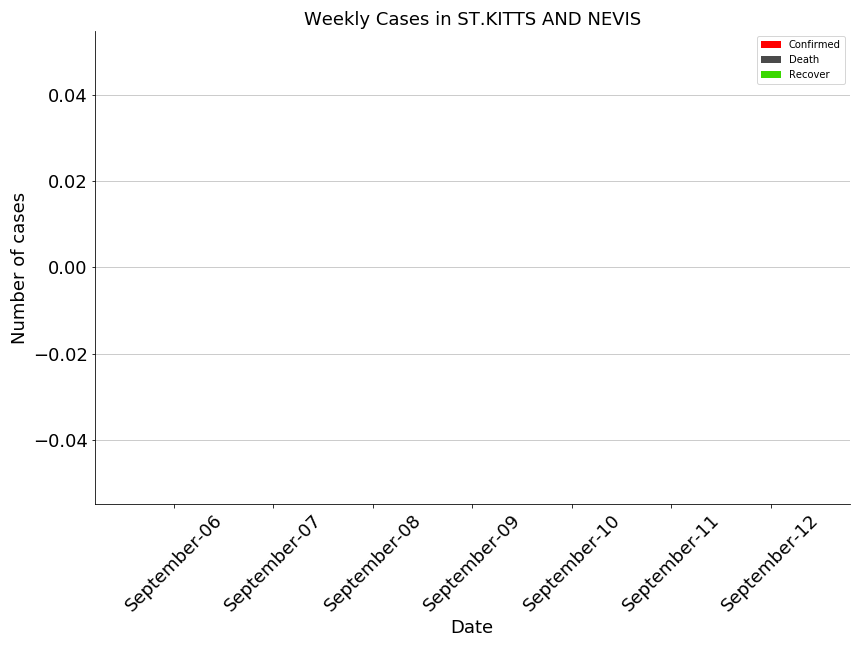 Weekly Cases in ST.KITTS AND NEVIS
Confirmed
Death
Recover
Number of cases
0.04
0.02
0.00
−0.02
−0.04
September-06
September-07
September-08
September-09
September-10
September-11
September-12
Date